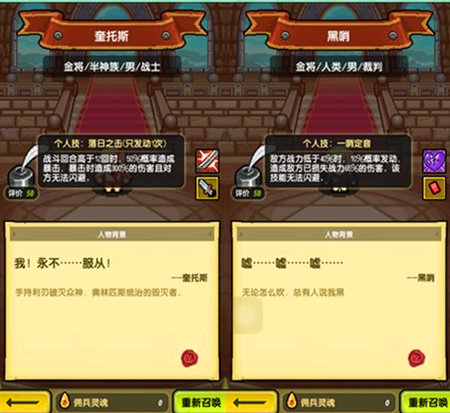 奎托斯
金将/半神族/男/战士
个人技：薄日之击(只发动1次)
战斗回合高于12回时，50%概率造成
暴击，暴击时造成300%的伤害且对
方无法闪避。
评价 50
人物背景
我！永不……服从！
--奎托斯
手持利刃破灭众神，奥林匹斯统治的毁灭者。
佣兵灵魂 0
重新召唤
黑哨
金将/人类/男/裁判
个人技：一哨定音
敌方战力低于40%时，10%概率发动，
造成敌方已损失战力65%的伤害，该
技能无法闪避。
评价 50
人物背景
嘘……嘘……嘘……
--黑哨
无论怎么吹，总有人说我黑
佣兵灵魂 0
重新召唤